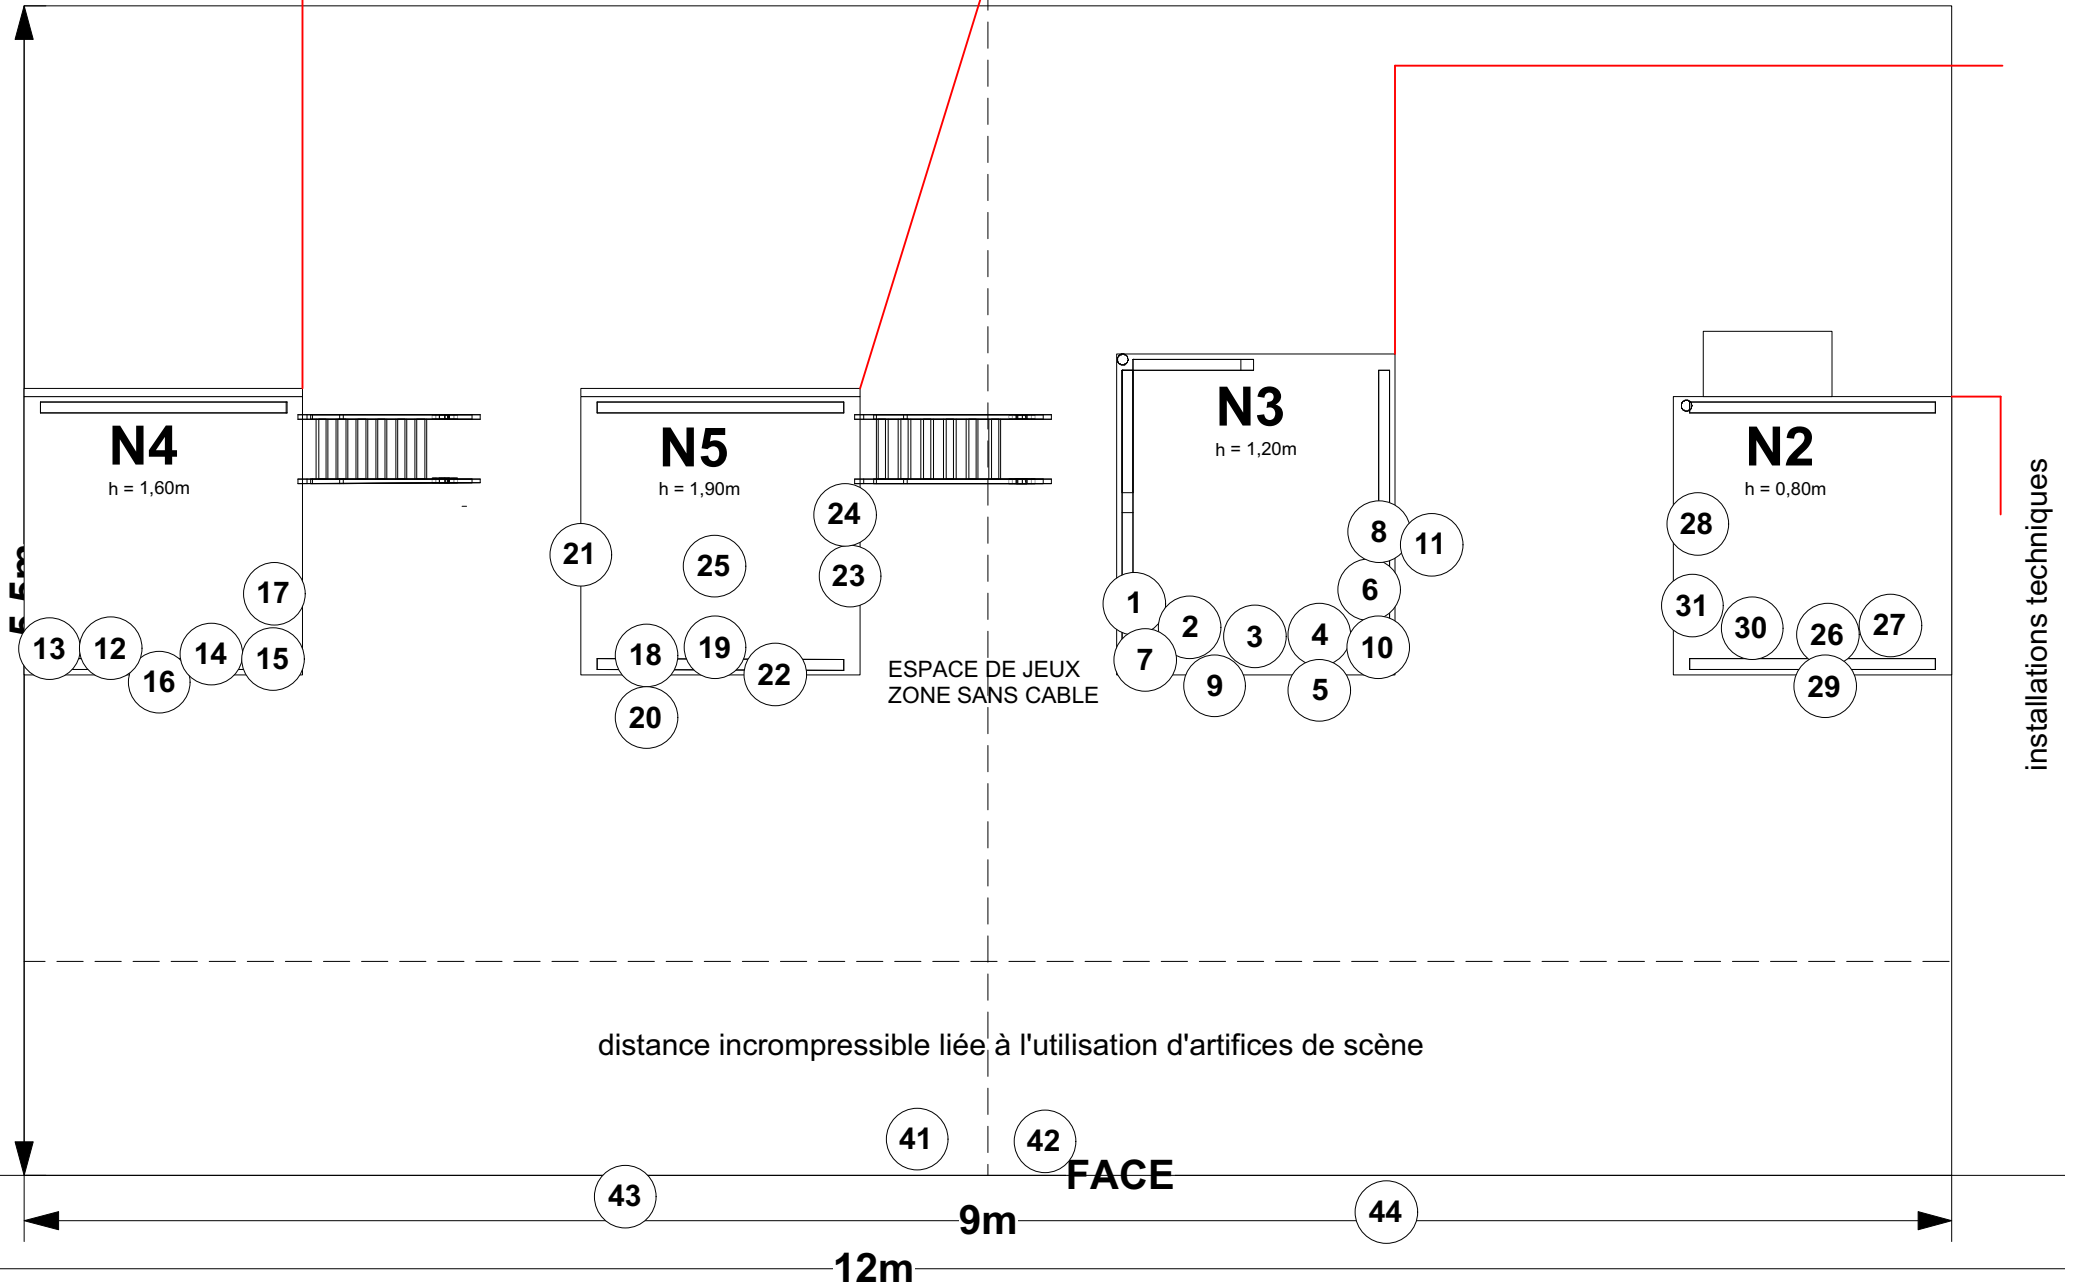 N3
h = 1,20m
N4
h = 1,60m
N5
h = 1,90m
N2
h = 0,80m
installations techniques
5,5m
24
28
8
11
21
25
23
17
6
1
31
2
3
4
10
30
26
27
13
12
14
15
16
18
19
22
20
7
9
5
29
ESPACE DE JEUX
ZONE SANS CABLE
distance incrompressible liée à l'utilisation d'artifices de scène
41
42
FACE
43
44
9m
12m